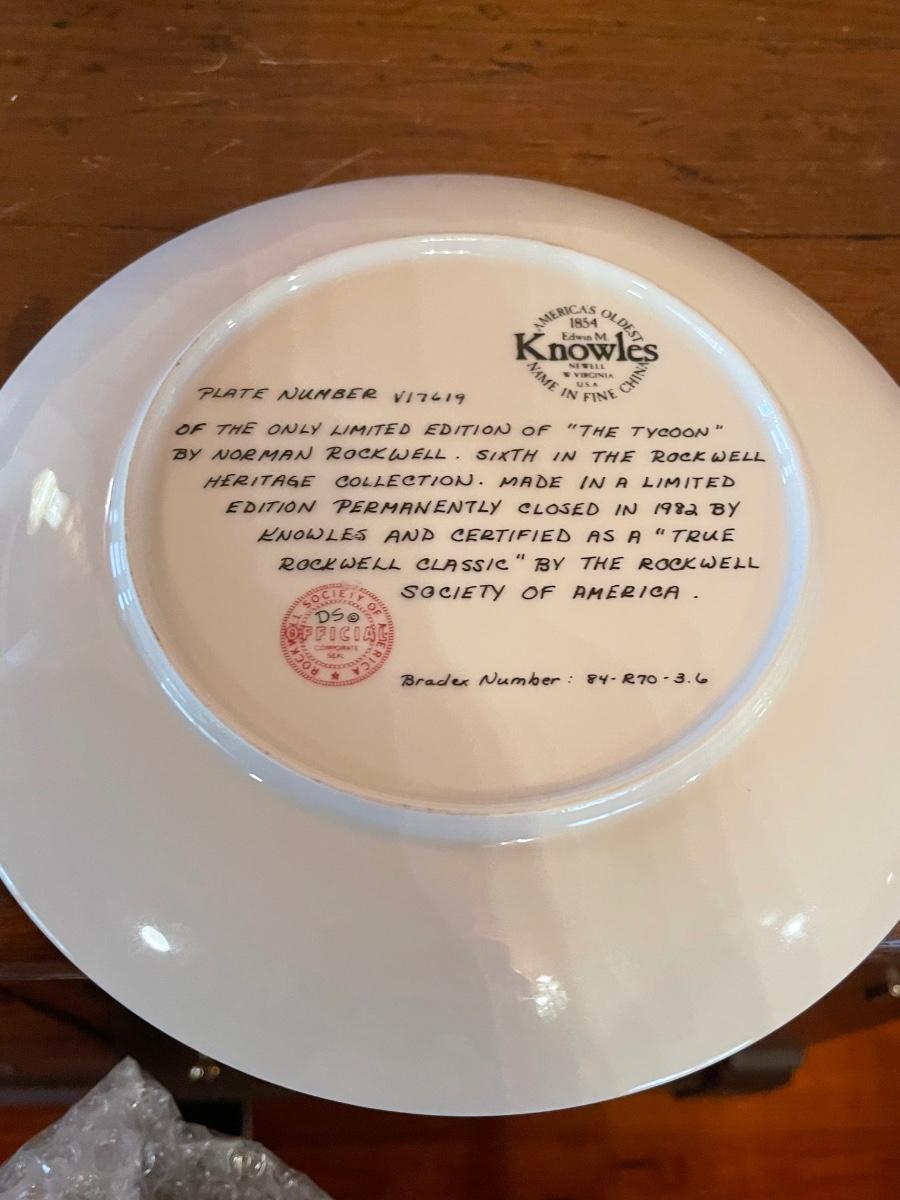 AMERICA'S OLDEST
1854
Edwin M.
Knowles
NEWELL
W VIRGINIA
U.S.A
NAME IN FINE CHINA
PLATE NUMBER V17619
OF THE ONLY LIMITED EDITION OF "THE TYCOON"
BY NORMAN ROCKWELL. SIXTH IN THE ROCKWELL
HERITAGE COLLECTION. MADE IN A LIMITED
EDITION PERMANENTLY CLOSED IN 1982 BY
KNOWLES AND CERTIFIED AS A "TRUE
ROCKWELL CLASSIC" BY THE ROCKWELL
SOCIETY OF AMERICA.
ROCKWELL SOCIETY OF AMERICA
DS©
OFFICIAL
CORPORATE
SEAL
Bradex Number: 84-R70-3.6